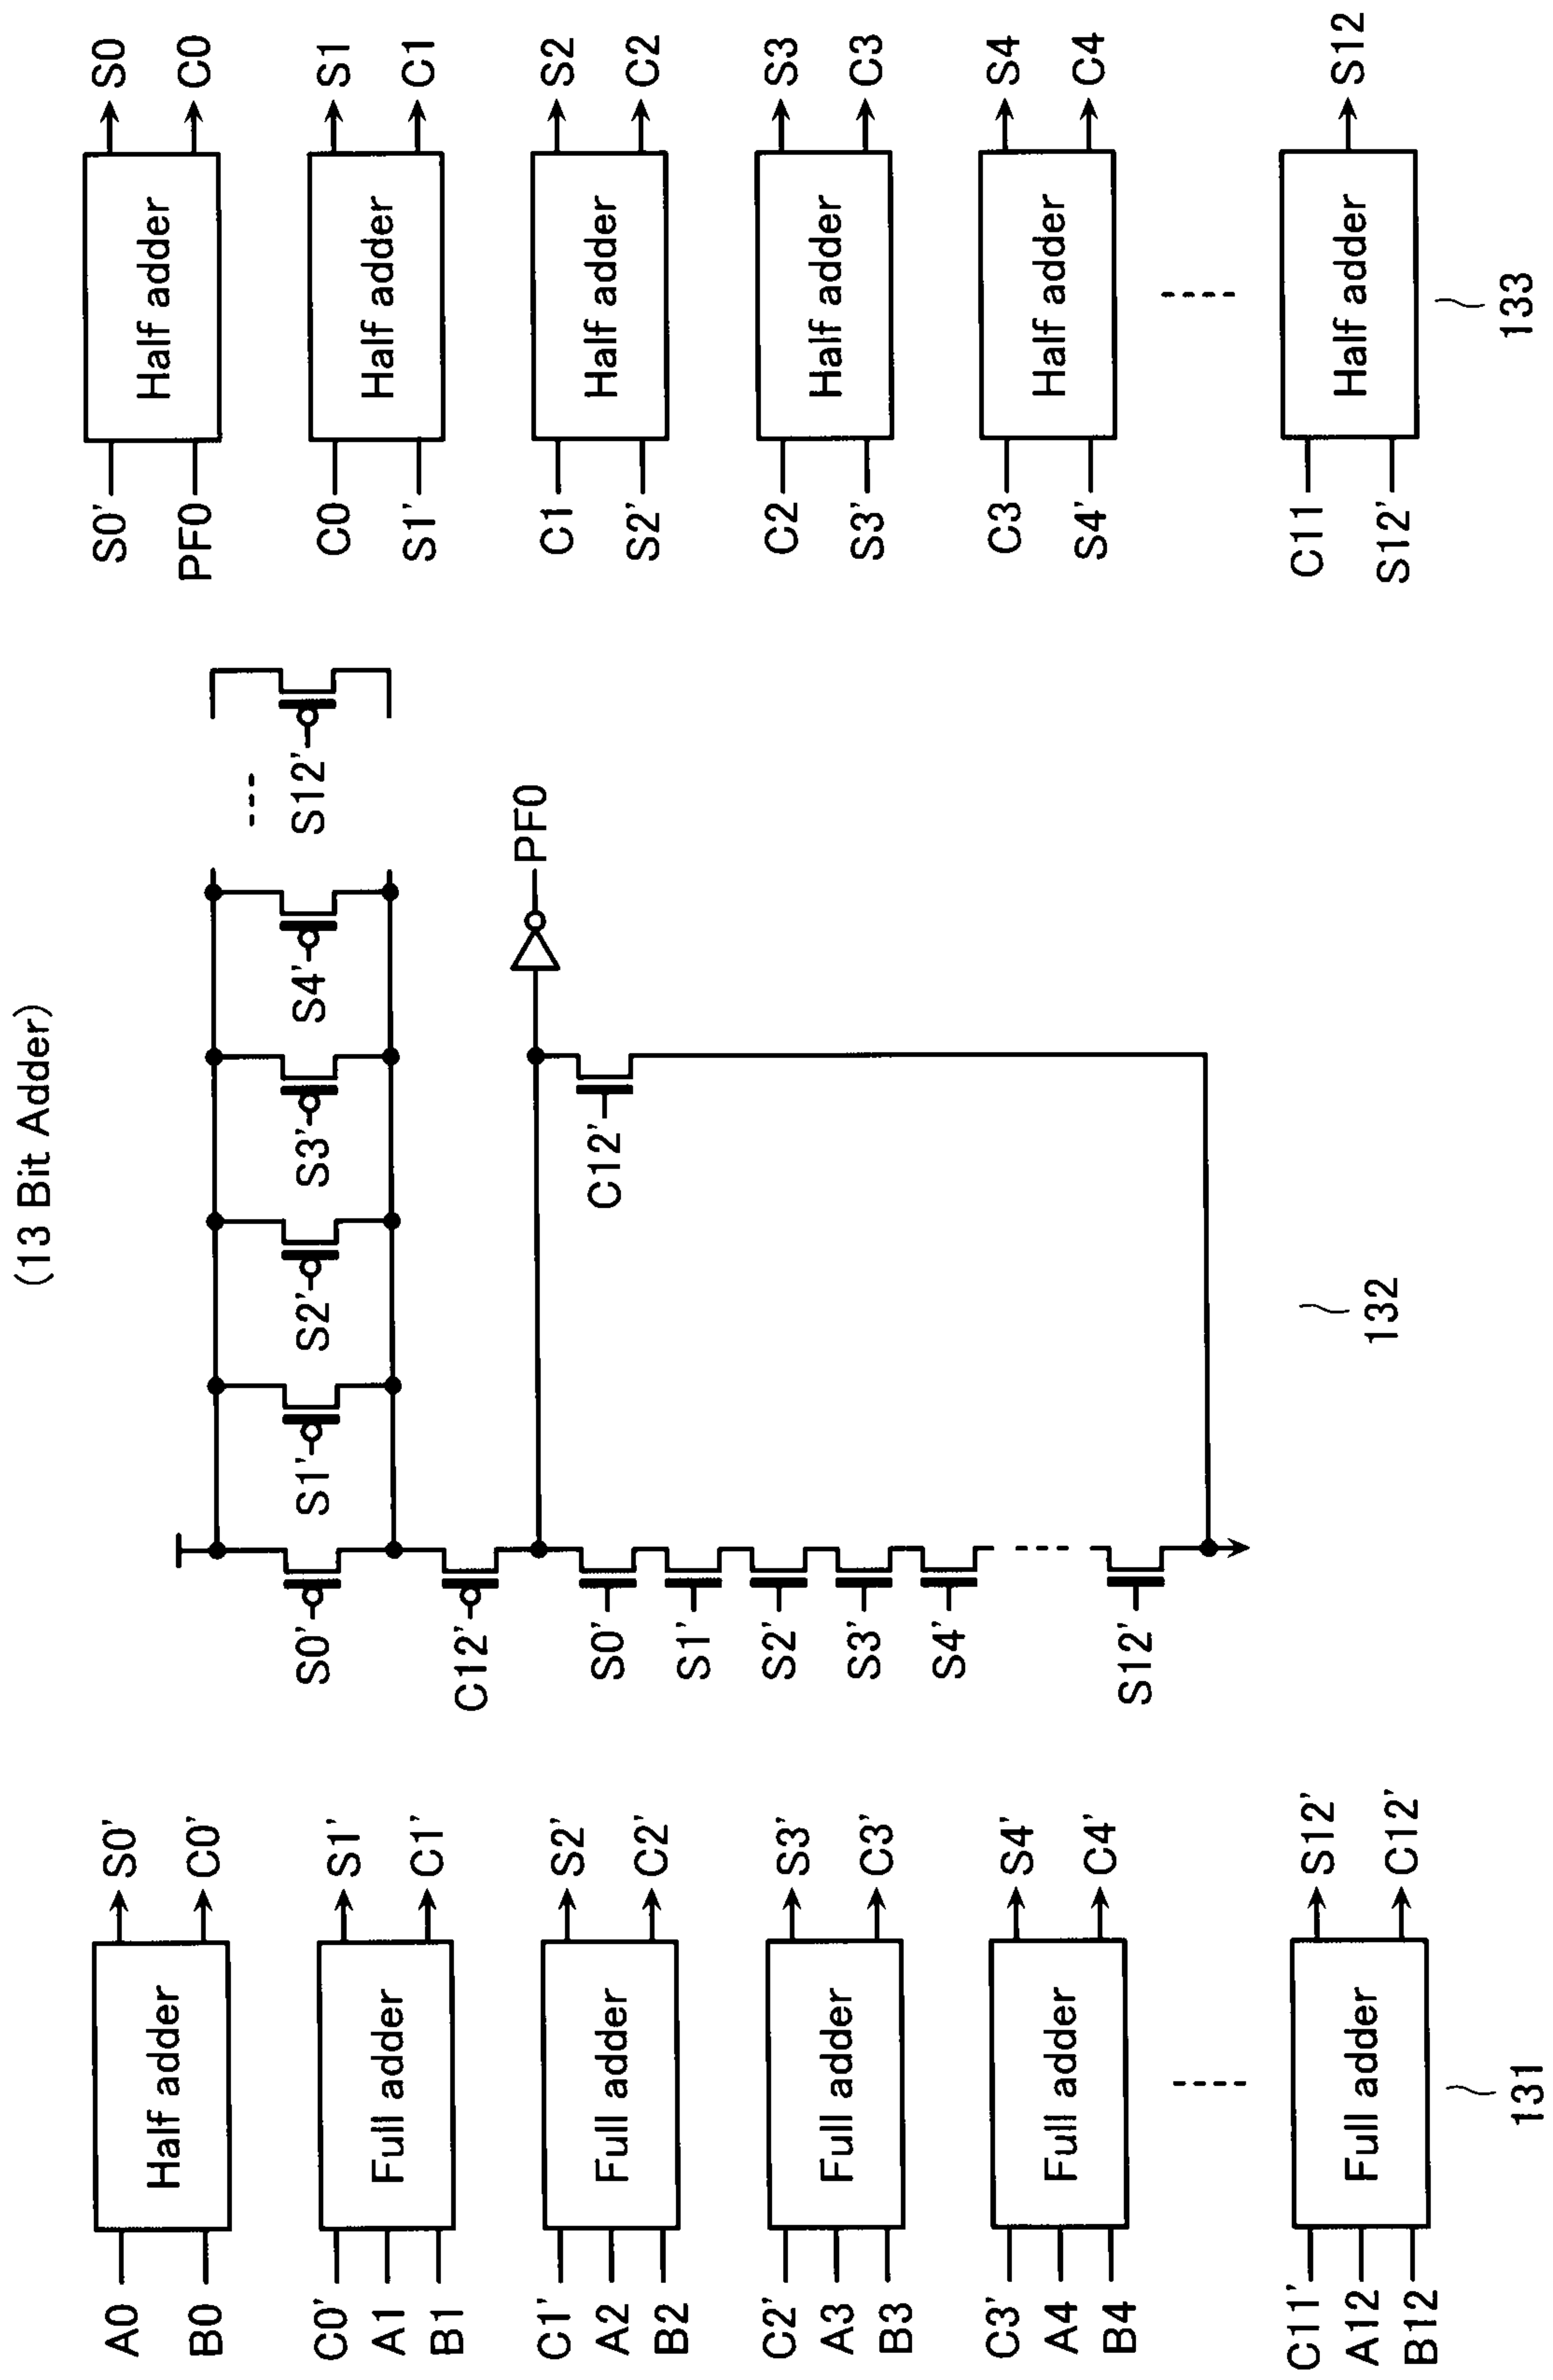 (13 Bit Adder)
A0
B0
Half adder
S0'
C0'
C0'
A1
B1
Full adder
S1'
C1'
C1'
A2
B2
Full adder
S2'
C2'
C2'
A3
B3
Full adder
S3'
C3'
C3'
A4
B4
Full adder
S4'
C4'
C11'
A12
B12
Full adder
S12'
C12'
131
S0'
S1'
S2'
S3'
S4'
S12'
C12'
S0'
S1'
S2'
S3'
S4'
S12'
C12'
PF0
132
S0'
PF0
Half adder
S0
C0
C0
S1'
Half adder
S1
C1
C1
S2'
Half adder
S2
C2
C2
S3'
Half adder
S3
C3
C3
S4'
Half adder
S4
C4
C11
S12'
Half adder
S12
133